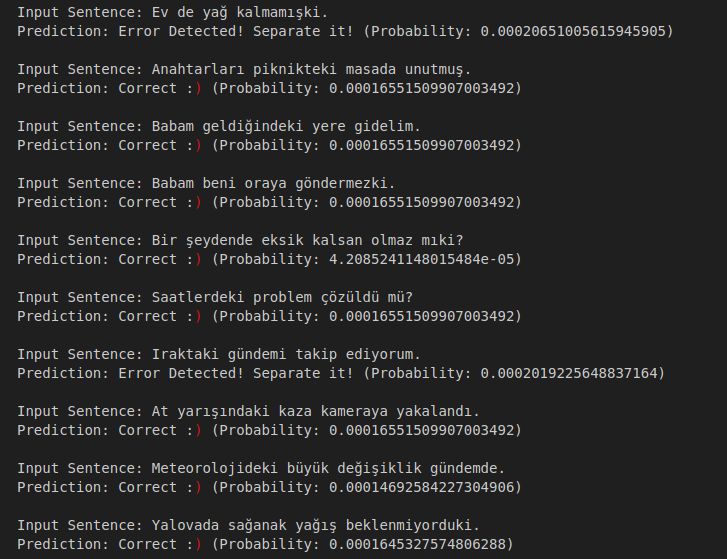 Input Sentence: Ev de yağ kalmamışki.
Prediction: Error Detected! Separate it! (Probability: 0.00020651005615945905)
Input Sentence: Anahtarları piknikteki masada unutmuş.
Prediction: Correct :) (Probability: 0.00016551509907003492)
Input Sentence: Babam geldiğindeki yere gidelim.
Prediction: Correct :) (Probability: 0.00016551509907003492)
Input Sentence: Babam beni oraya göndermezki.
Prediction: Correct :) (Probability: 0.00016551509907003492)
Input Sentence: Bir şeydende eksik kalsan olmaz mıki?
Prediction: Correct :) (Probability: 4.2085241148015484e-05)
Input Sentence: Saatlerdeki problem çözüldü mü?
Prediction: Correct :) (Probability: 0.00016551509907003492)
Input Sentence: Iraktaki gündemi takip ediyorum.
Prediction: Error Detected! Separate it! (Probability: 0.0002019225648837164)
Input Sentence: At yarışındaki kaza kameraya yakalandı.
Prediction: Correct :) (Probability: 0.00016551509907003492)
Input Sentence: Meteorolojideki büyük değişiklik gündemde.
Prediction: Correct :) (Probability: 0.00014692584227304906)
Input Sentence: Yalovada sağanak yağış beklenmiyorduki.
Prediction: Correct :) (Probability: 0.0001645327574806288)